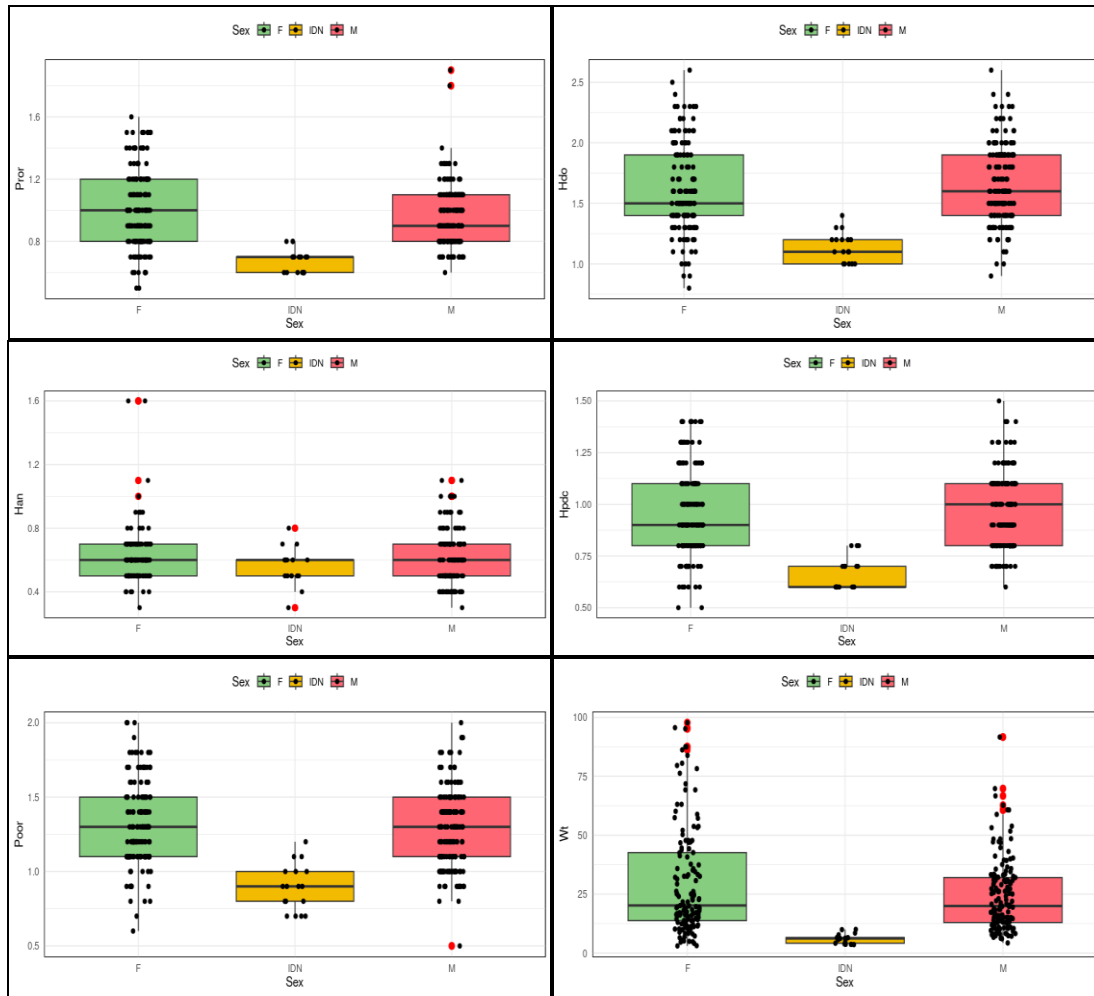 Sex F IDN M
Pror
1.6
1.2
0.8
F IDN M
Sex
Sex F IDN M
Hdo
2.5
2.0
1.5
1.0
F IDN M
Sex
Sex F IDN M
Han
1.6
1.2
0.8
0.4
F IDN M
Sex
Sex F IDN M
Hpdc
1.50
1.25
1.00
0.75
0.50
F IDN M
Sex
Sex F IDN M
Poor
2.0
1.5
1.0
0.5
F IDN M
Sex
Sex F IDN M
Wt
100
75
50
25
0
F IDN M
Sex